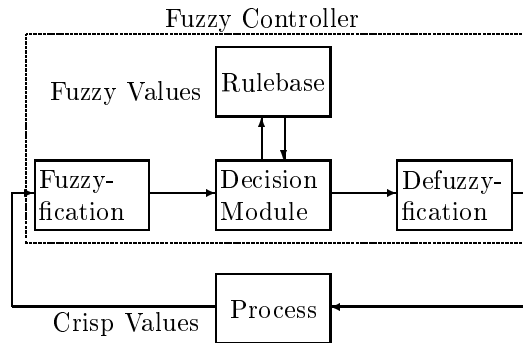 Fuzzy Controller
Fuzzy Values
Rulebase
Fuzzy-
fication
Decision
Module
Defuzzy-
fication
Process
Crisp Values